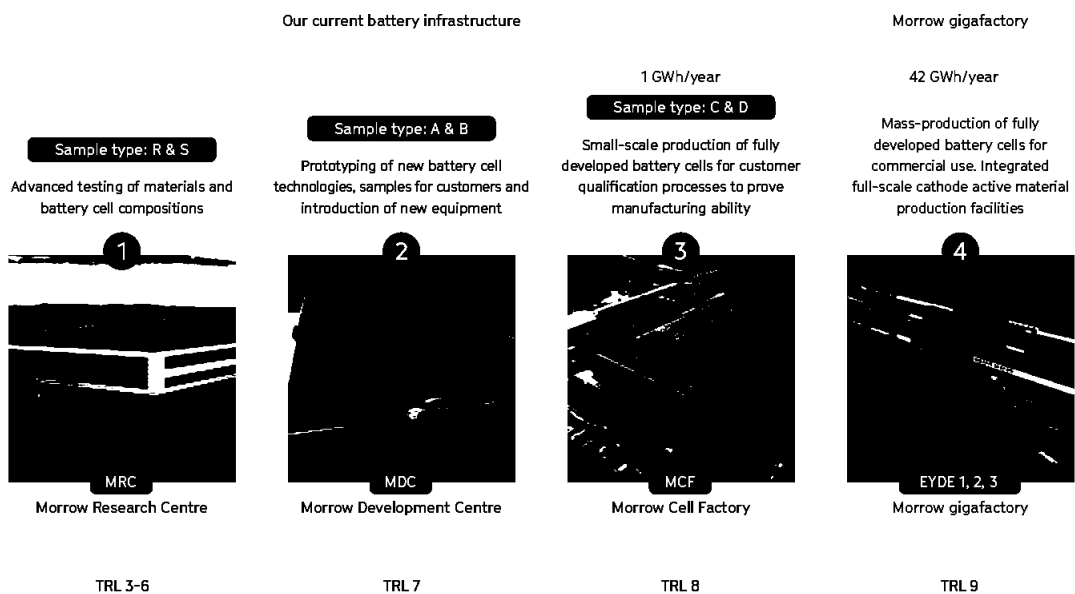 Our current battery infrastructure
Morrow gigafactory
Sample type: R & S
Advanced testing of materials and
battery cell compositions
1
MRC
Morrow Research Centre
TRL 3-6
Sample type: A & B
Prototyping of new battery cell
technologies, samples for customers and
introduction of new equipment
2
MDC
Morrow Development Centre
TRL 7
1 GWh/year
Sample type: C & D
Small-scale production of fully
developed battery cells for customer
qualification processes to prove
manufacturing ability
3
MCF
Morrow Cell Factory
TRL 8
42 GWh/year
Mass-production of fully
developed battery cells for
commercial use. Integrated
full-scale cathode active material
production facilities
4
EYDE 1, 2, 3
Morrow gigafactory
TRL 9